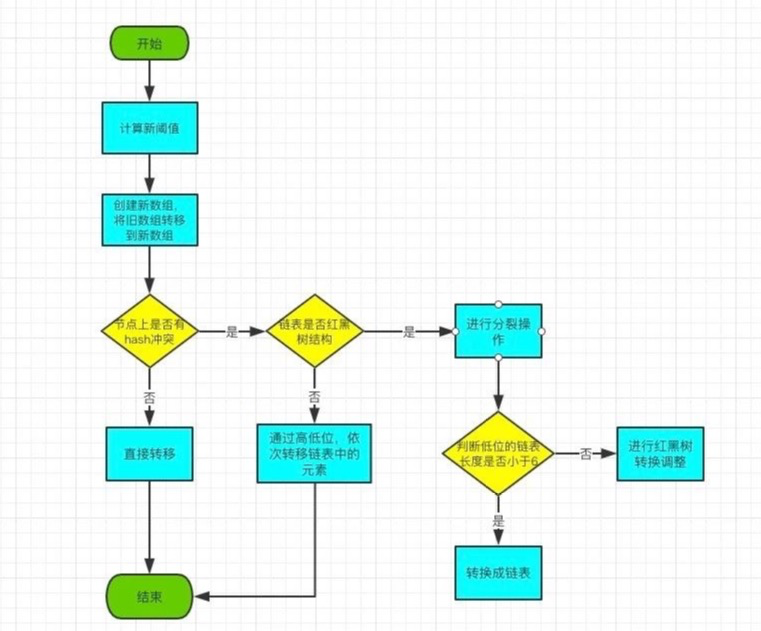 开始
计算新阈值
创建新数组，
将旧数组转移
到新数组
节点上是否有
hash冲突
是
链表是否红黑
树结构
是
进行分裂操
作
否
否
直接转移
通过高低位，依
次转移链表中的
元素
判断低位的链表
长度是否小于6
否
进行红黑树
转换调整
是
转换成链表
结束